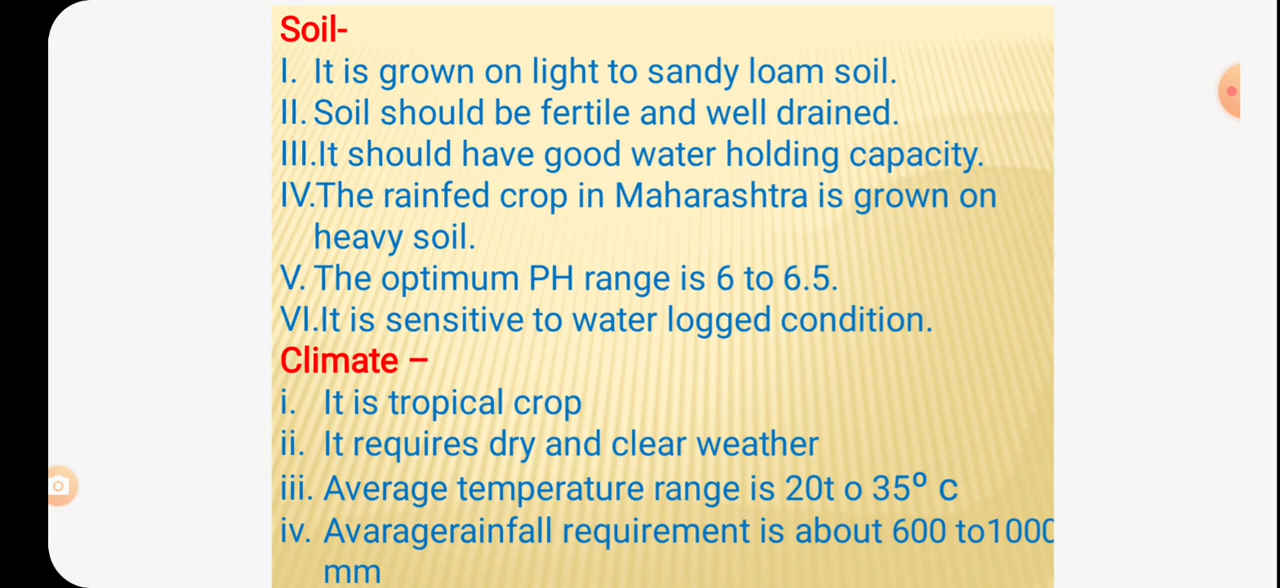 Soil-
I. It is grown on light to sandy loam soil.
II. Soil should be fertile and well drained.
III.It should have good water holding capacity.
IV.The rainfed crop in Maharashtra is grown on
heavy soil.
V. The optimum PH range is 6 to 6.5.
VI.It is sensitive to water logged condition.
Climate –
i. It is tropical crop
ii. It requires dry and clear weather
iii. Average temperature range is 20t o 35⁰ c
iv. Avaragerainfall requirement is about 600 to1000
mm